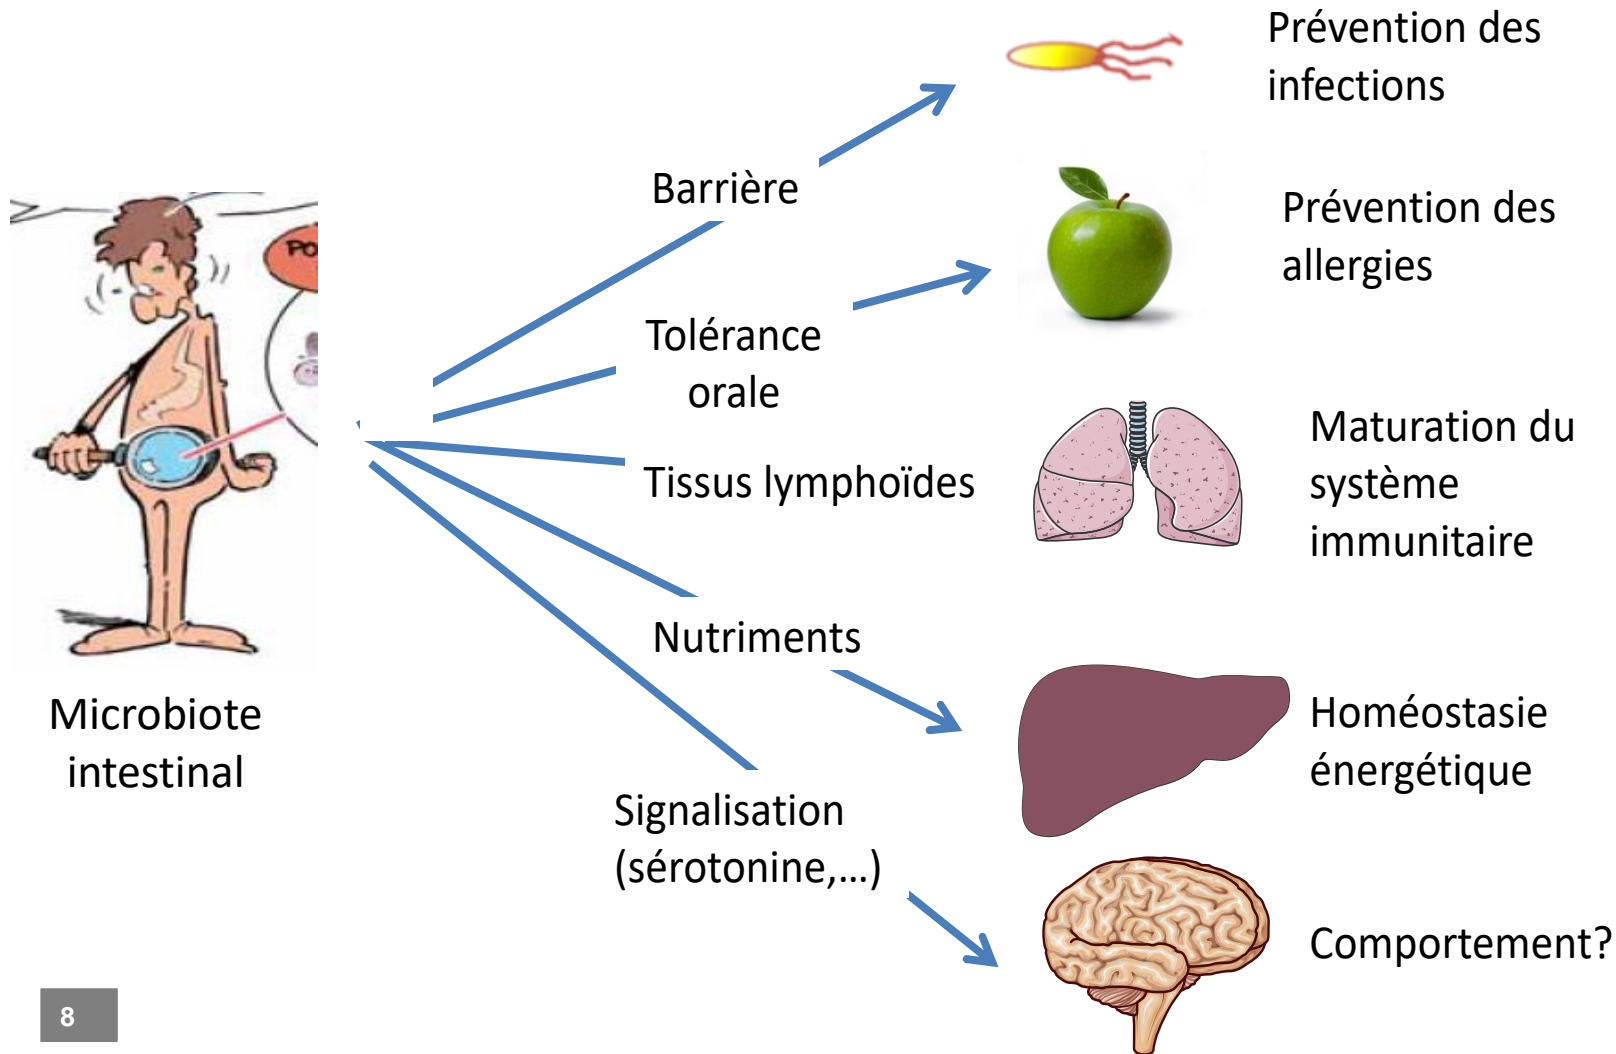 Prévention des
infections
Barrière
Prévention des
allergies
PO
Tolérance
orale
Maturation du
système
immunitaire
Tissus lymphoïdes
Nutriments
Microbiote
intestinal
Homéostasie
énergétique
Signalisation
(sérotonine,...)
Comportement?
8